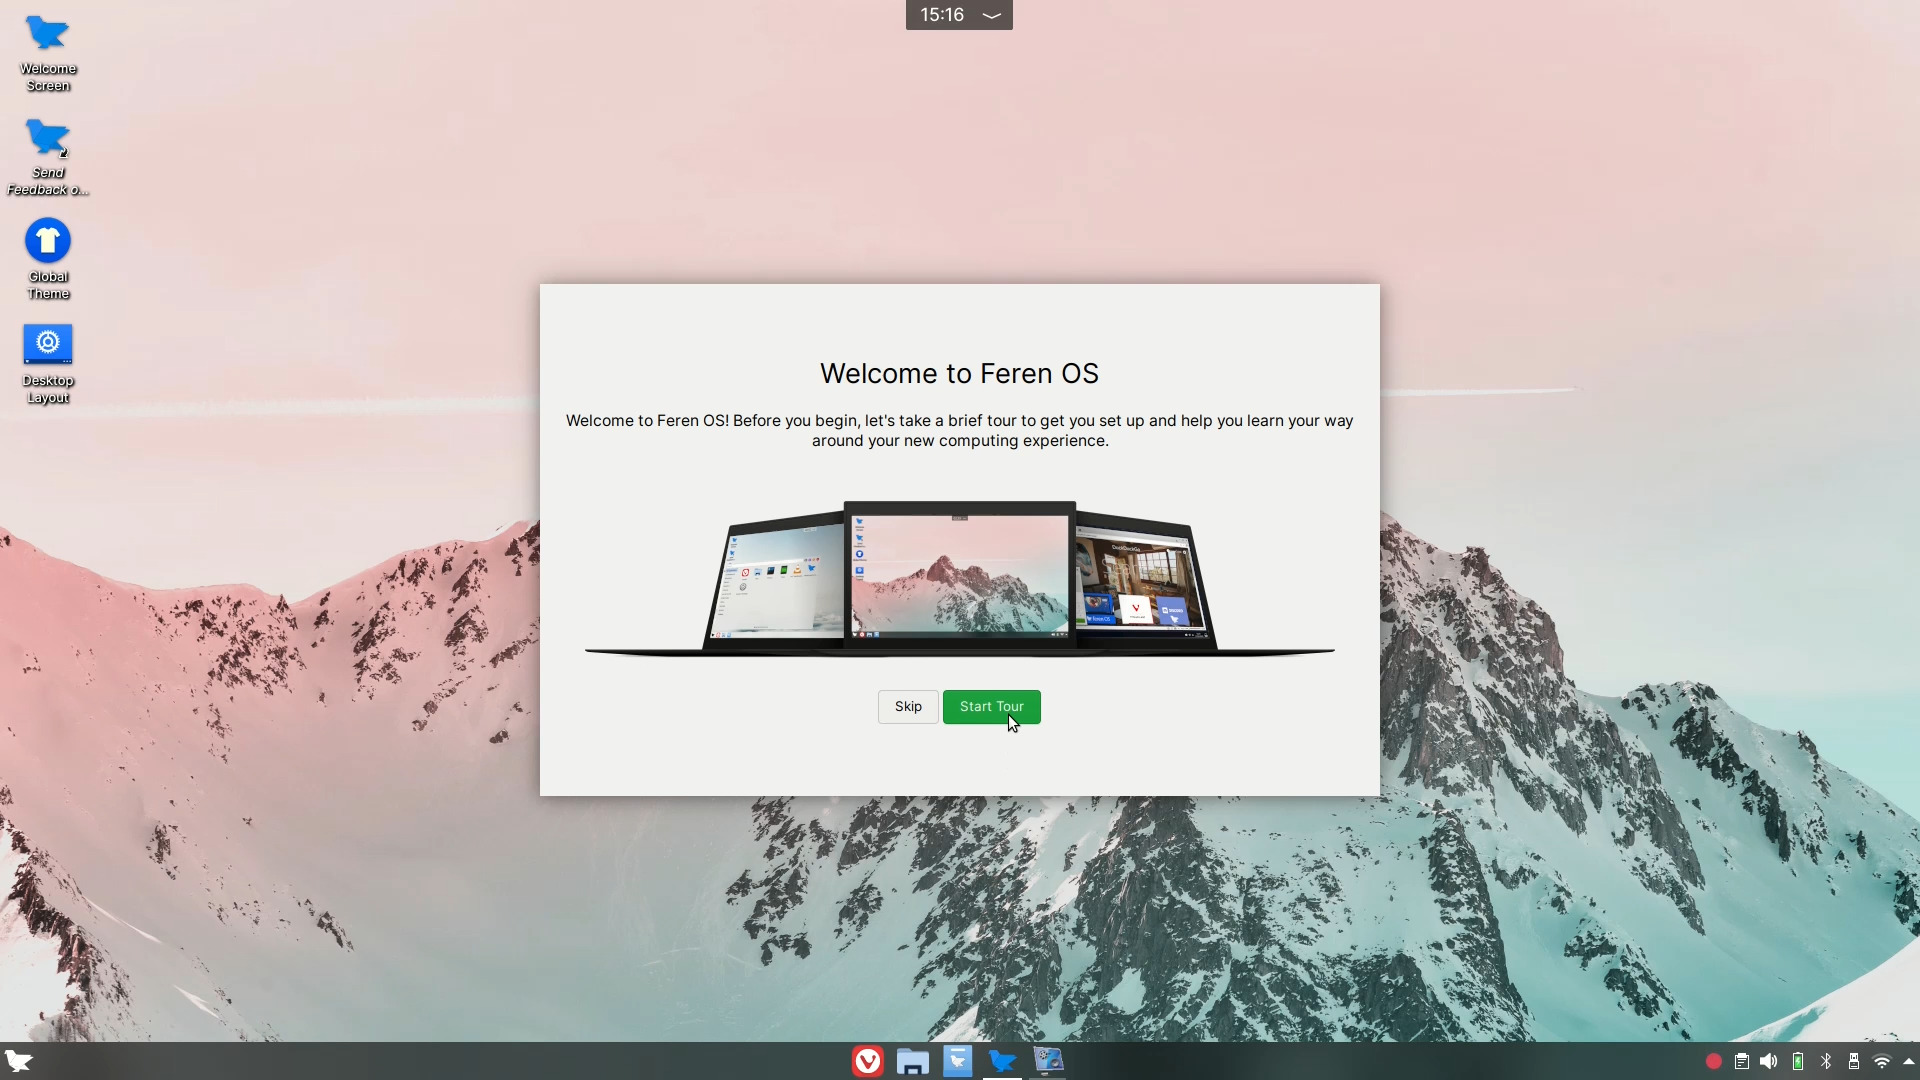 15:16
Welcome
Screen
Send
Feedback o...
Global
Theme
Desktop
Layout
Welcome to Feren OS
Welcome to Feren OS! Before you begin, let's take a brief tour to get you set up and help you learn your way
around your new computing experience.
Skip
Start Tour